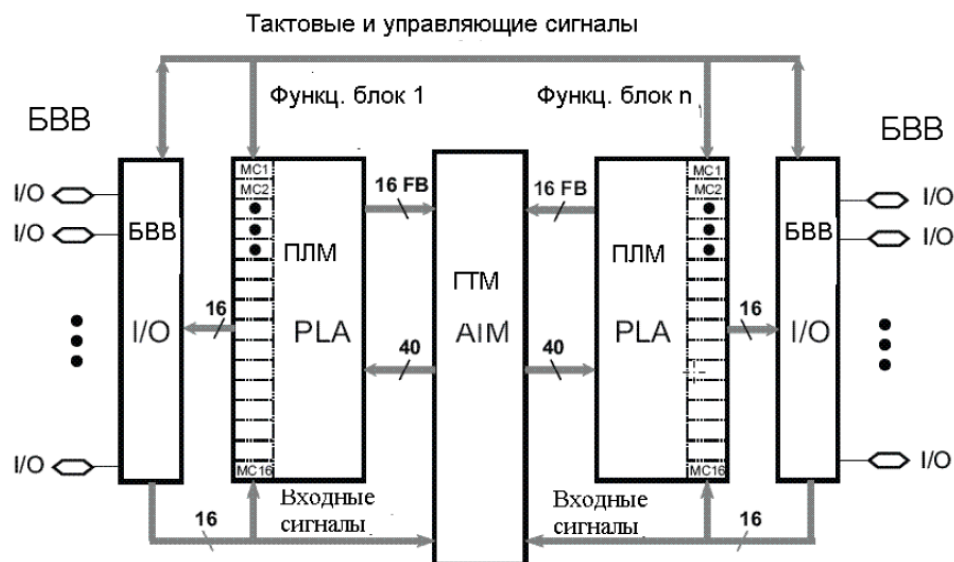 Тактовые и управляющие сигналы
Функц. блок 1
Функц. блок n
БВВ
БВВ
I/O
I/O
I/O
БВВ
I/O
16
MC1
MC2
MC16
ПЛМ
PLA
16 FB
40
ГТМ
AIM
16 FB
40
ПЛМ
PLA
MC1
MC2
MC16
16
БВВ
I/O
I/O
I/O
I/O
16
Входные
сигналы
Входные
сигналы
16